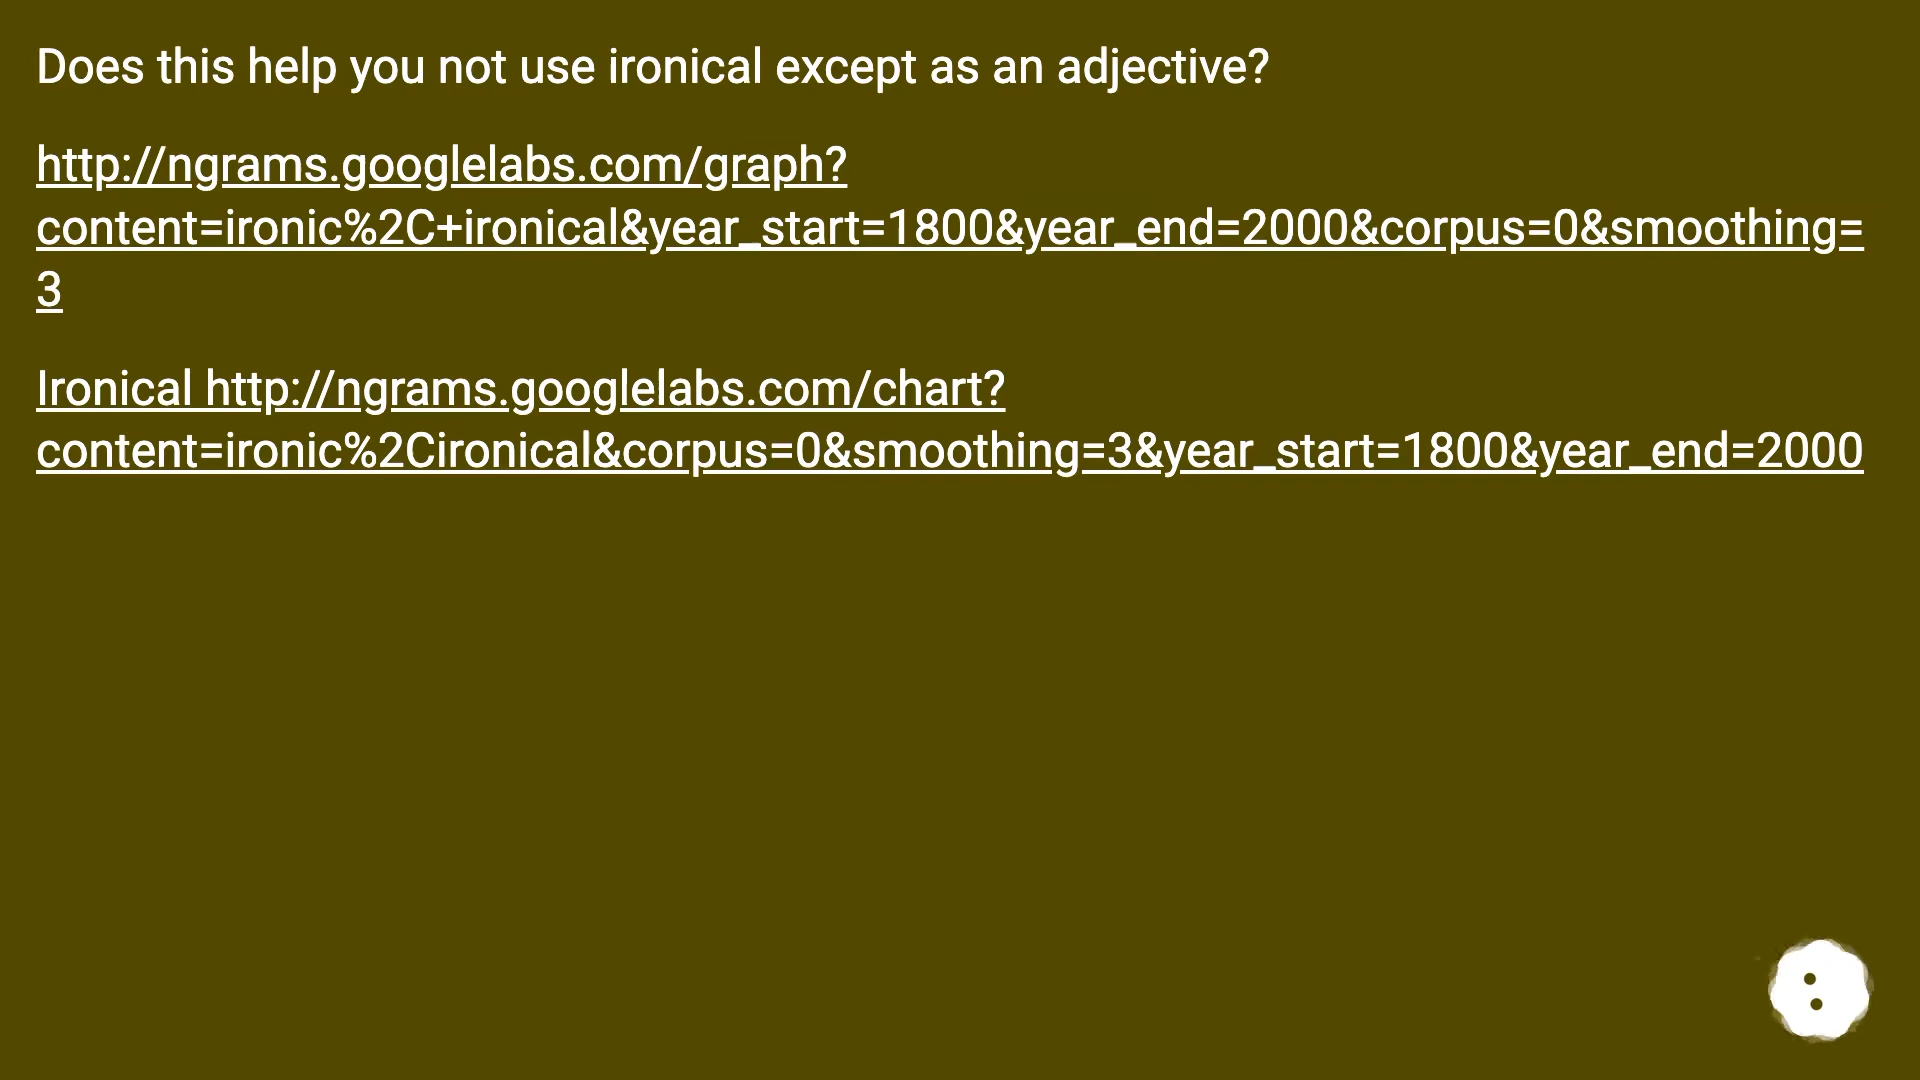 Does this help you not use ironical except as an adjective?
http://ngrams.googlelabs.com/graph?
content=ironic%2C+ironical&year_start=1800&year_end=2000&corpus=0&smoothing=
3
Ironical http://ngrams.googlelabs.com/chart?
content=ironic%2Cironical&corpus=0&smoothing=3&year_start=1800&year_end=2000